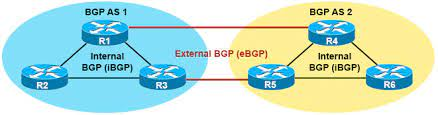 BGP AS 1
BGP AS 2
R1
R4
External BGP (eBGP)
Internal
BGP (iBGP)
Internal
BGP (iBGP)
R2
R3
R5
R6